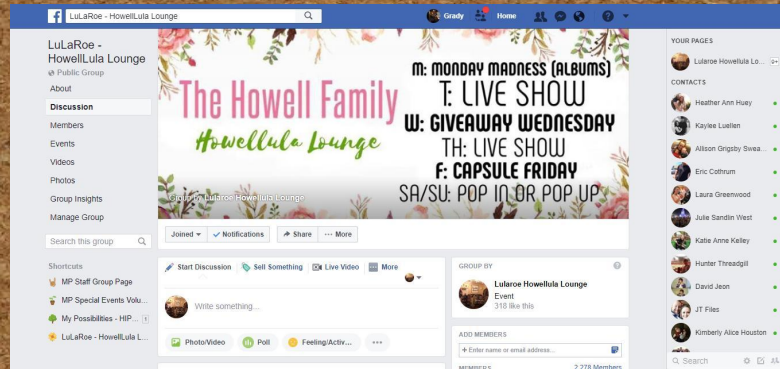 LuLaRoe - HowellLula Lounge
Grady
Home
LuLaRoe -
HowellLula Lounge
Public Group
About
Discussion
Members
Events
Videos
Photos
Group Insights
Manage Group
Search this group
Shortcuts
MP Staff Group Page
MP Special Events Volu...
My Possibilities - HIP... 1
LuLaRoe - HowellLula L...
The Howell Family
Howellula Lounge
M: MONDAY MADNESS (ALBUMS)
T: LIVE SHOW
W: GIVEAWAY WEDNESDAY
TH: LIVE SHOW
F: CAPSULE FRIDAY
SA/SU: POP IN OR POP UP
Group by Lularoe Howellula Lounge
Joined
Notifications
Share
More
Start Discussion
Sell Something
Live Video
More
Write something...
Photo/Video
Poll
Feeling/Activ...
GROUP BY
Lularoe Howellula Lounge
Event
318 like this
ADD MEMBERS
+ Enter name or email address...
MEMBERS
2,278 Members
YOUR PAGES
Lularoe Howellula Lo...
CONTACTS
Heather Ann Huey
Kaylee Luellen
Allison Grigsby Swea...
Eric Cothrum
Laura Greenwood
Julie Sandlin West
Katie Anne Kelley
Hunter Threadgill
David Jeon
JT Files
Kimberly Alice Houston
Search